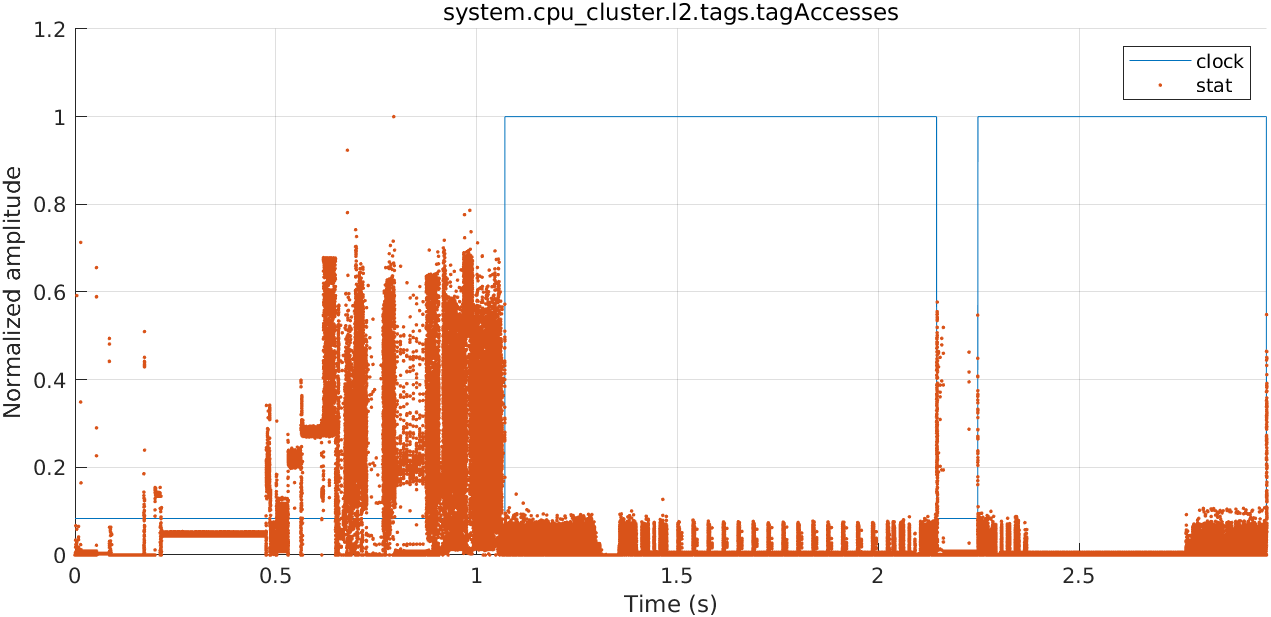 system.cpu_cluster.l2.tags.tagAccesses
1.2
1
0.8
0.6
0.4
0.2
0
Normalized amplitude
clock
stat
0 0.5 1 1.5 2 2.5
Time (s)